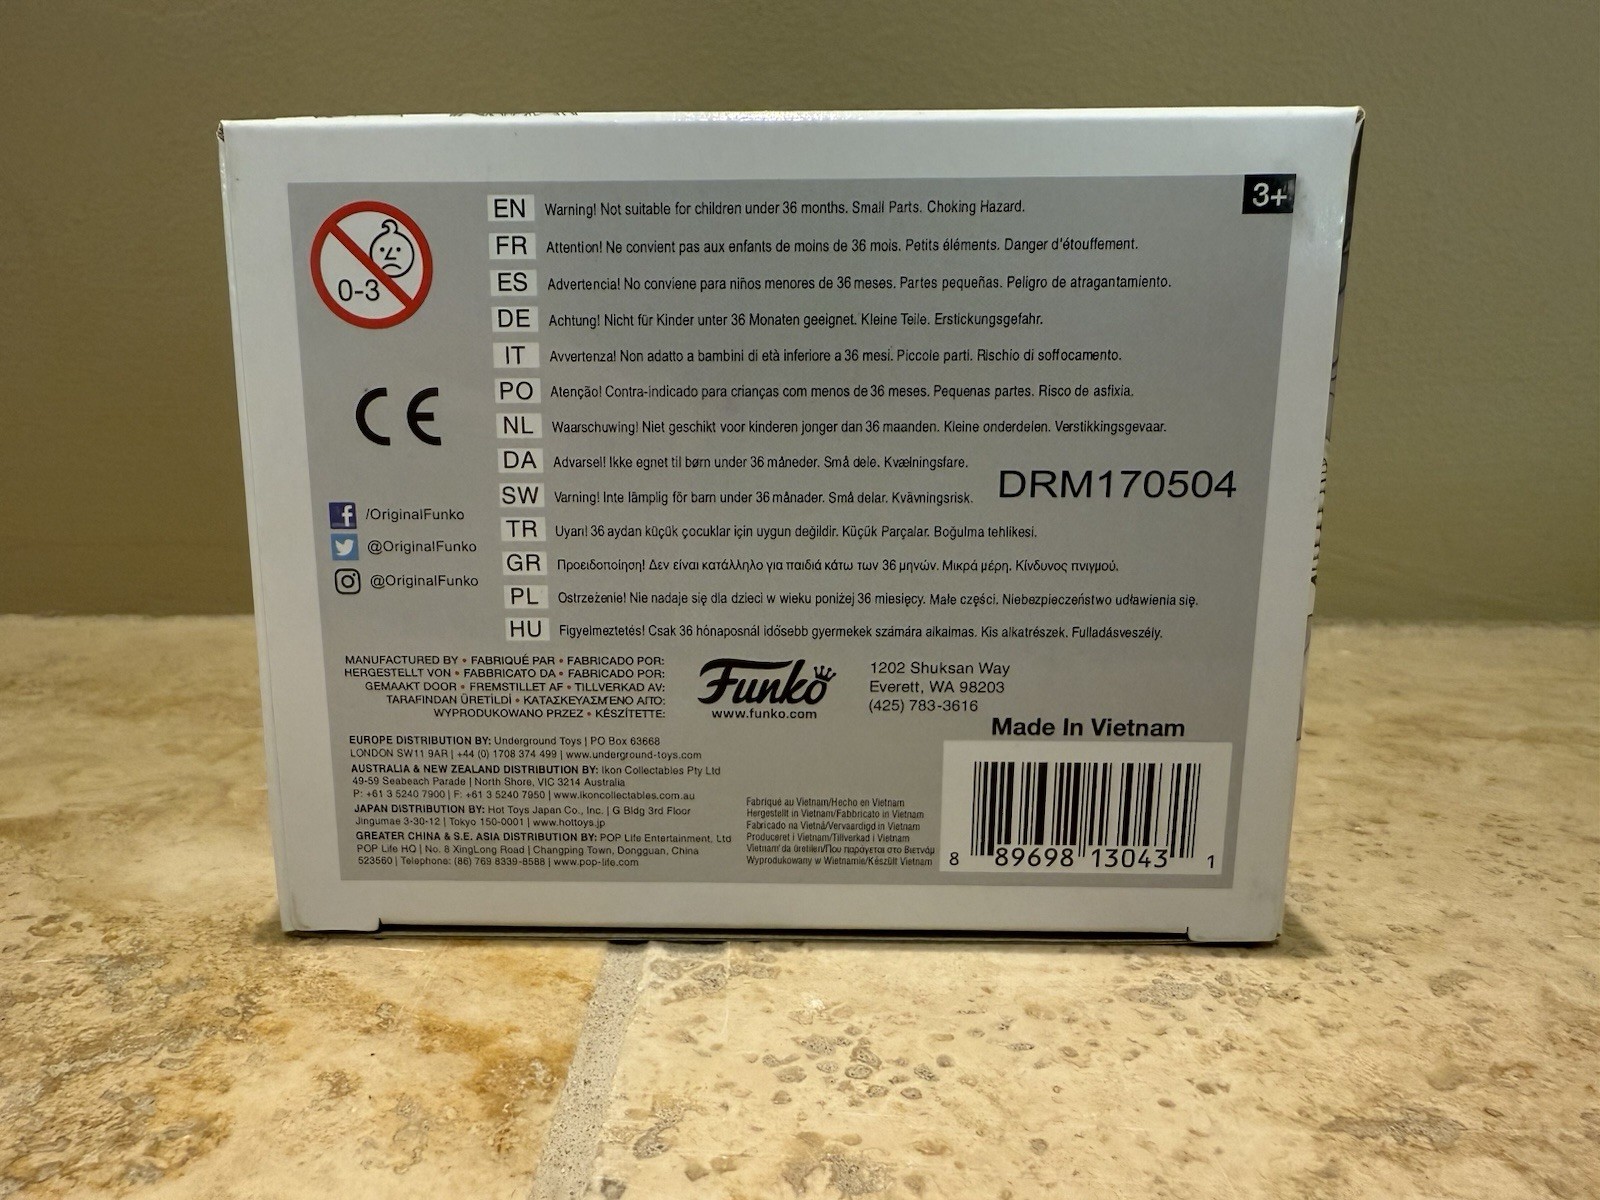 3+
0-3
EN Warning! Not suitable for children under 36 months. Small Parts. Choking Hazard.
FR Attention! Ne convient pas aux enfants de moins de 36 mois. Petits éléments. Danger d'étouffement.
ES Advertencia! No conviene para niños menores de 36 meses. Partes pequeñas. Peligro de atragantamiento.
DE Achtung! Nicht für Kinder unter 36 Monaten geeignet. Kleine Teile. Erstickungsgefahr.
IT Avvertenza! Non adatto a bambini di età inferiore a 36 mesi. Piccole parti. Rischio di soffocamento.
PO Atenção! Contra-indicado para crianças com menos de 36 meses. Pequenas partes. Risco de asfixia.
NL Waarschuwing! Niet geschikt voor kinderen jonger dan 36 maanden. Kleine onderdelen. Verstikkingsgevaar.
DA Advarsel! Ikke egnet til børn under 36 måneder. Små dele. Kvælningsfare.
SW Varning! Inte lämplig för barn under 36 månader. Små delar. Kvävningsrisk.
TR Uyarı! 36 aydan küçük çocuklar için uygun değildir. Küçük Parçalar. Boğulma tehlikesi.
GR Προειδοποίηση! Δεν είναι κατάλληλο για παιδιά κάτω των 36 μηνών. Μικρά μέρη. Κίνδυνος πνιγμού.
PL Ostrzeżenie! Nie nadaje się dla dzieci w wieku poniżej 36 miesięcy. Małe części. Niebezpieczeństwo udławienia się.
HU Figyelmeztetés! Csak 36 hónaposnál idősebb gyermekek számára alkalmas. Kis alkatrészek. Fulladásveszély.
CE
DRM170504
f /OriginalFunko
@OriginalFunko
@OriginalFunko
MANUFACTURED BY • FABRIQUÉ PAR • FABRICADO POR:
HERGESTELLT VON • FABBRICATO DA • FABRICADO POR:
GEMAAKT DOOR • FREMSTILLET AF • TILLVERKAD AV:
TARAFINDAN ÜRETİLDİ • ΚΑΤΑΣΚΕΥΑΣΜΈΝΟ ΑΠΌ:
WYPRODUKOWANO PRZEZ • KÉSZÍTETTE:
Funko
www.funko.com
1202 Shuksan Way
Everett, WA 98203
(425) 783-3616
Made In Vietnam
EUROPE DISTRIBUTION BY: Underground Toys | PO Box 63668
LONDON SW11 9AR | +44 (0) 1708 374 499 | www.underground-toys.com
AUSTRALIA & NEW ZEALAND DISTRIBUTION BY: Ikon Collectables Pty Ltd
49-59 Seabeach Parade | North Shore, VIC 3214 Australia
P: +61 3 5240 7900 | F: +61 3 5240 7950 | www.ikoncollectables.com.au
JAPAN DISTRIBUTION BY: Hot Toys Japan Co., Inc. | G Bldg 3rd Floor
Jingumae 3-30-12 | Tokyo 150-0001 | www.hottoys.jp
GREATER CHINA & S.E. ASIA DISTRIBUTION BY: POP Life Entertainment, Ltd
POP Life HQ | No. 8 XingLong Road | Changping Town, Dongguan, China
523560 | Telephone: (86) 769 8339-8588 | www.pop-life.com
Fabriqué au Vietnam/Hecho en Vietnam
Hergestellt in Vietnam/Fabbricato in Vietnam
Fabricado na Vietnã/Vervaardigd in Vietnam
Produceret i Vietnam/Tillverkad i Vietnam
Vietnam'da üretilen/Που παράγεται στο Βιετνάμ
Wyprodukowany w Wietnamie/Készült Vietnam
8 89698 13043 1